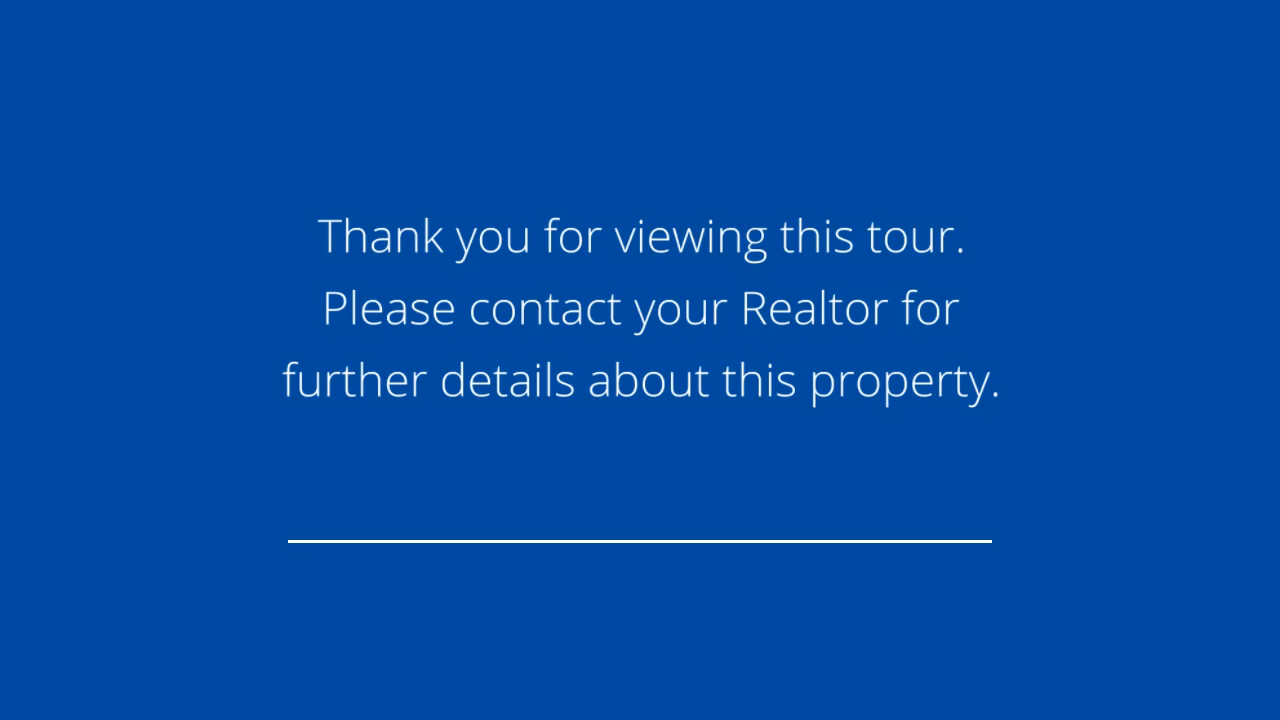 Thank you for viewing this tour.
Please contact your Realtor for
further details about this property.